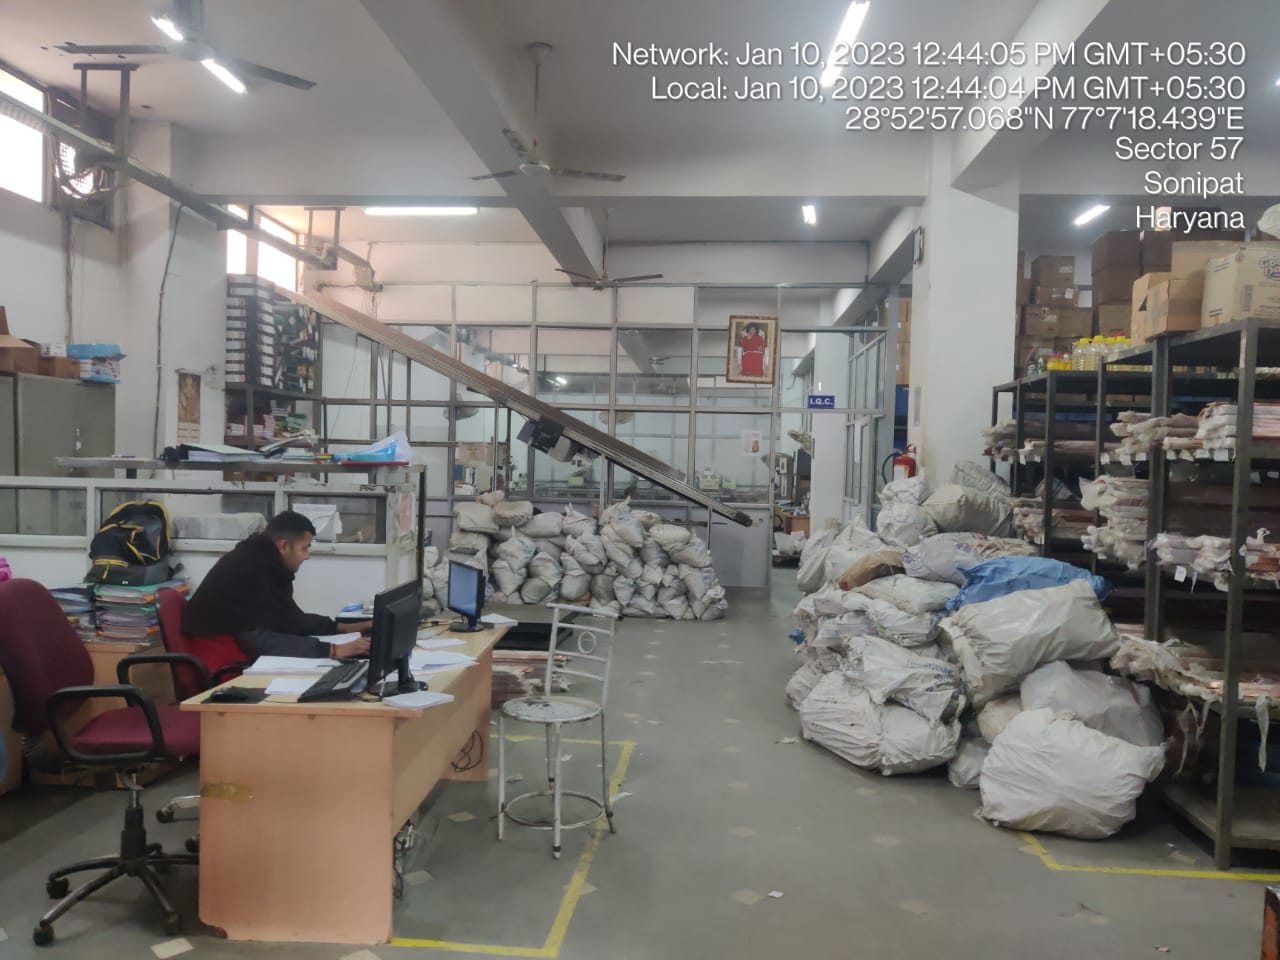 Network: Jan 10, 2023 12:44:05 PM GMT+05:30
Local: Jan 10, 2023 12:44:04 PM GMT+05:30
28°52'57.068"N 77°7'18.439"E
Sector 57
Sonipat
Haryana
I.Q.C.